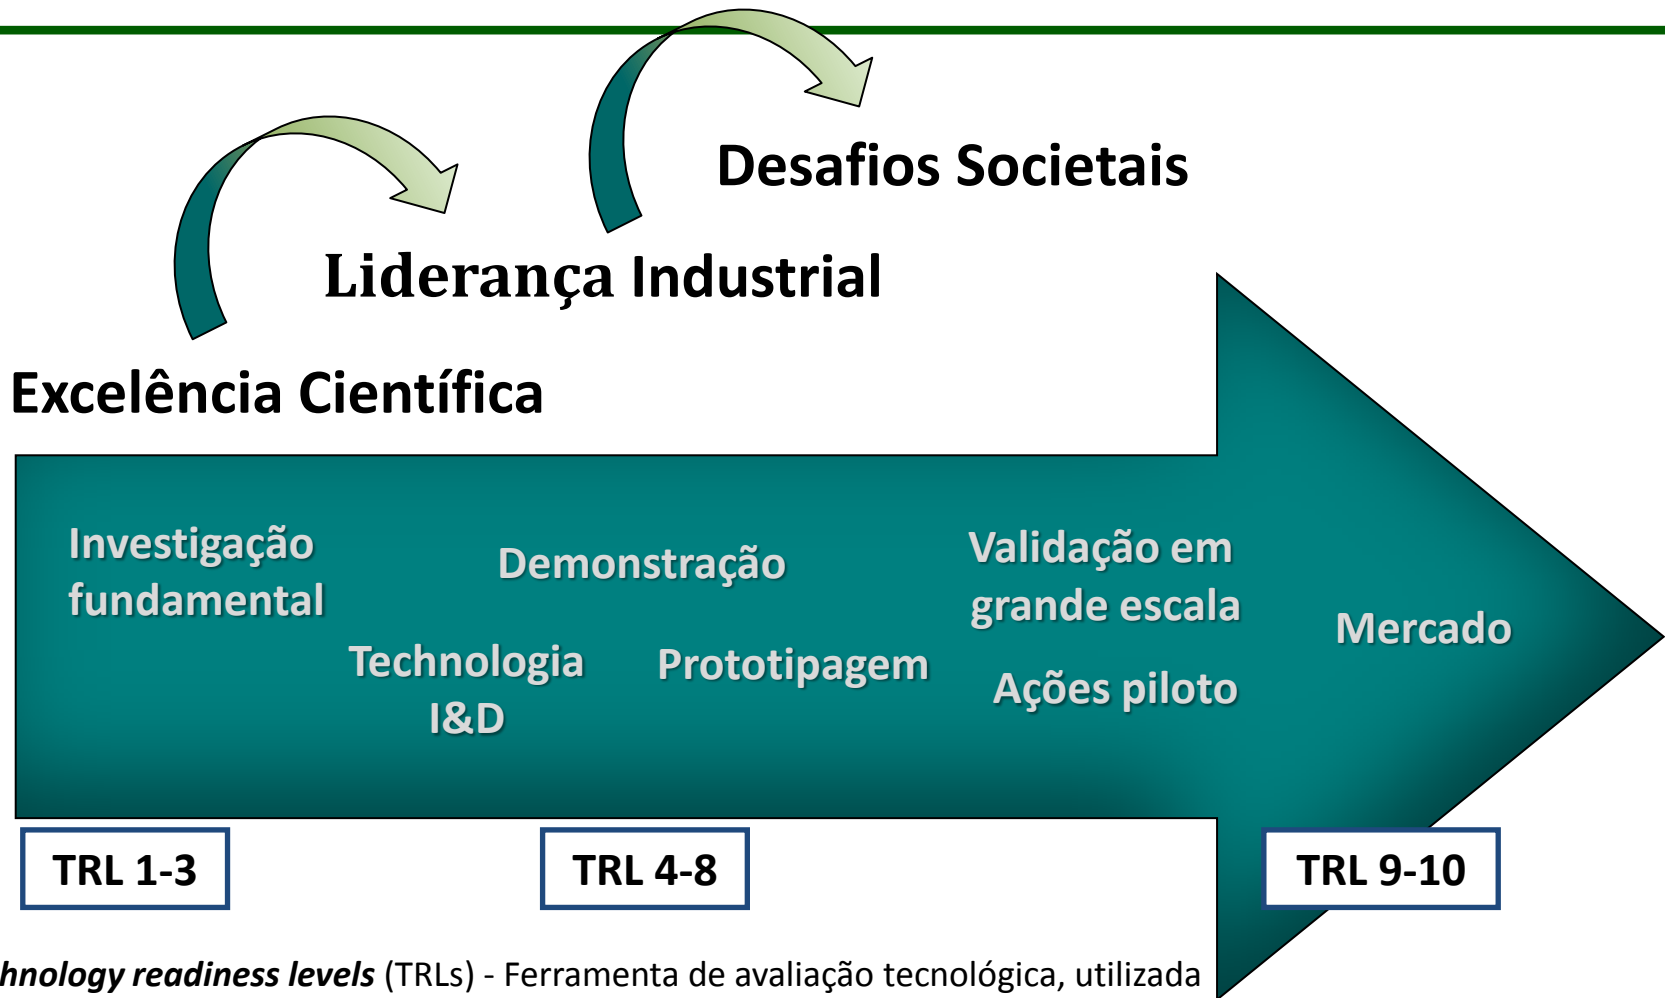 Desafios Societais
Liderança Industrial
Excelência Científica
Investigação
fundamental
Demonstração
Validação em
grande escala
Mercado
Technologia
I&D
Prototipagem
Ações piloto
TRL 1-3
TRL 4-8
TRL 9-10
hnology readiness levels (TRLs) - Ferramenta de avaliação tecnológica, utilizada